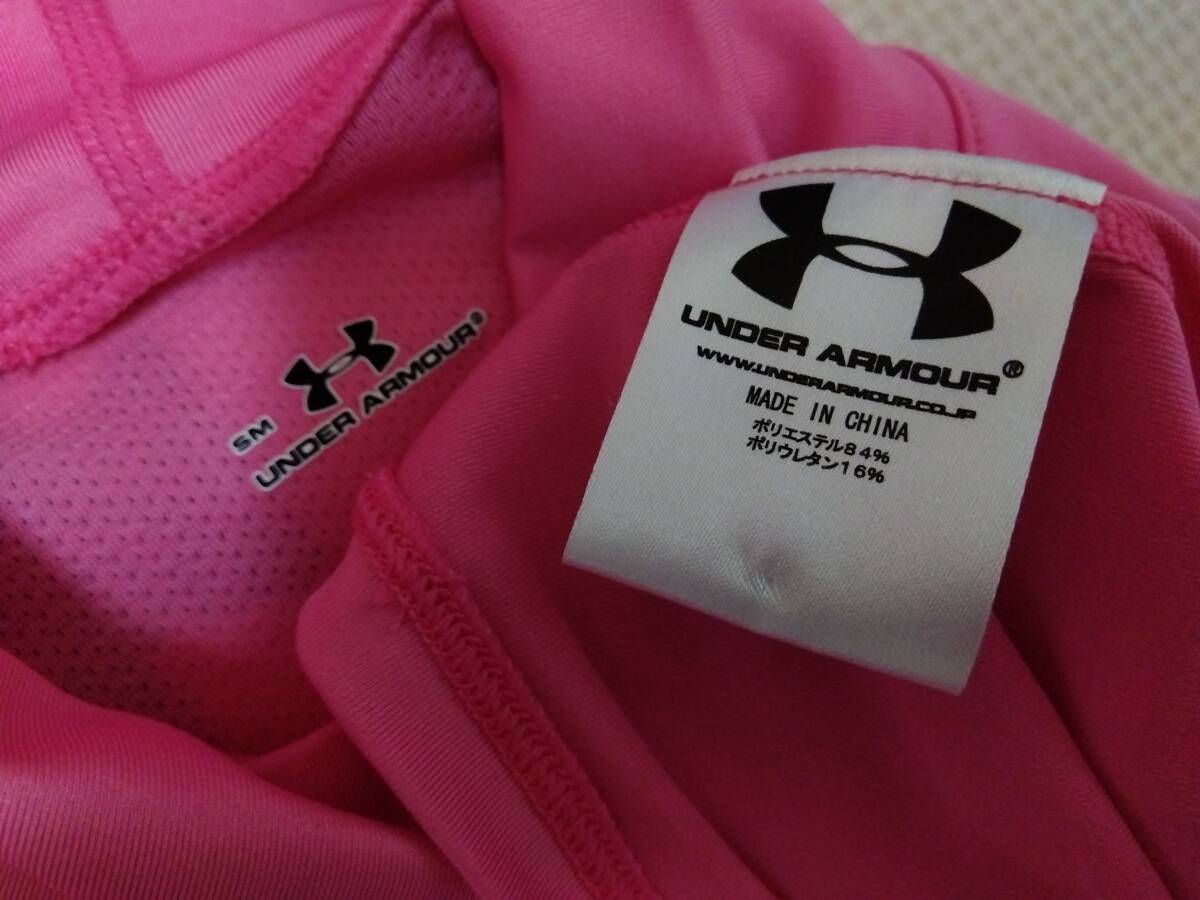 SM
UNDER ARMOUR®
UNDER ARMOUR®
WWW.UNDERARMOUR.CO.JP
MADE IN CHINA
ポリエステル84%
ポリウレタン16%